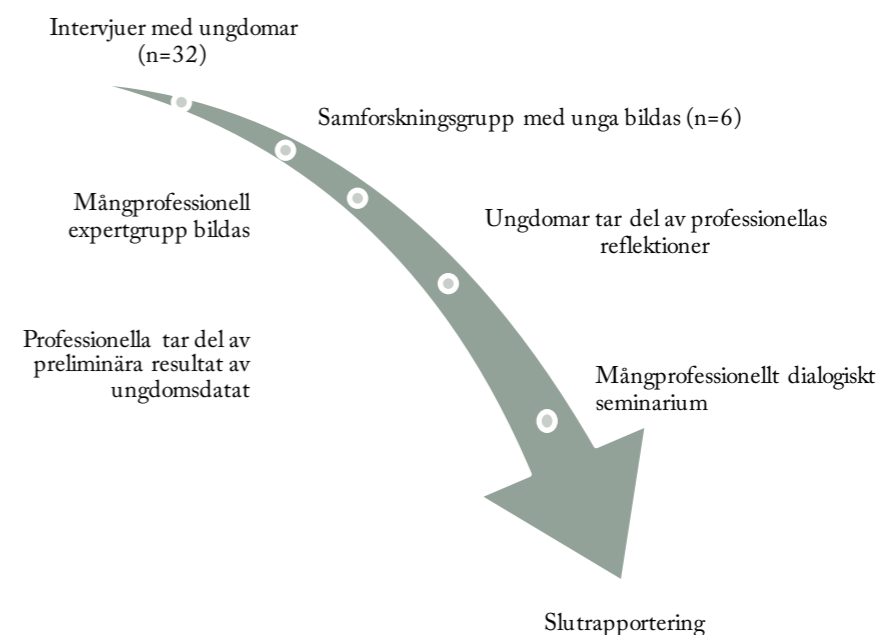 Intervjuer med ungdomar
(n=32)
Samforskningsgrupp med unga bildas (n=6)
Mångprofessionell
expertgrupp bildas
Ungdomar tar del av professionellas
reflektioner
Professionella tar del av
preliminära resultat av
ungdomsdatat
Mångprofessionellt dialogiskt
seminarium
Slutrapportering